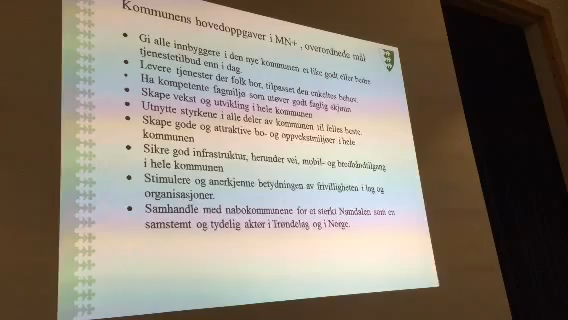 Kommunens hovedoppgaver i MN+ , overordnede mål
• Gi alle innbyggere i den nye kommunen et like godt eller bedre
tjenestetilbud enn i dag.
• Levere tjenester der folk bor, tilpasset den enkeltes behov.
• Ha kompetente fagmiljø som utøver godt faglig skjønn
• Skape vekst og utvikling i hele kommunen
• Utnytte styrkene i alle deler av kommunen til felles beste.
• Skape gode og attraktive bo- og oppvekstmiljøer i hele
kommunen
• Sikre god infrastruktur, herunder vei, mobil- og bredbåndtilgang
i hele kommunen
• Stimulere og anerkjenne betydningen av frivilligheten i lag og
organisasjoner.
• Samhandle med nabokommunene for et sterkt Namdalen som en
samstemt og tydelig aktør i Trøndelag og i Norge.